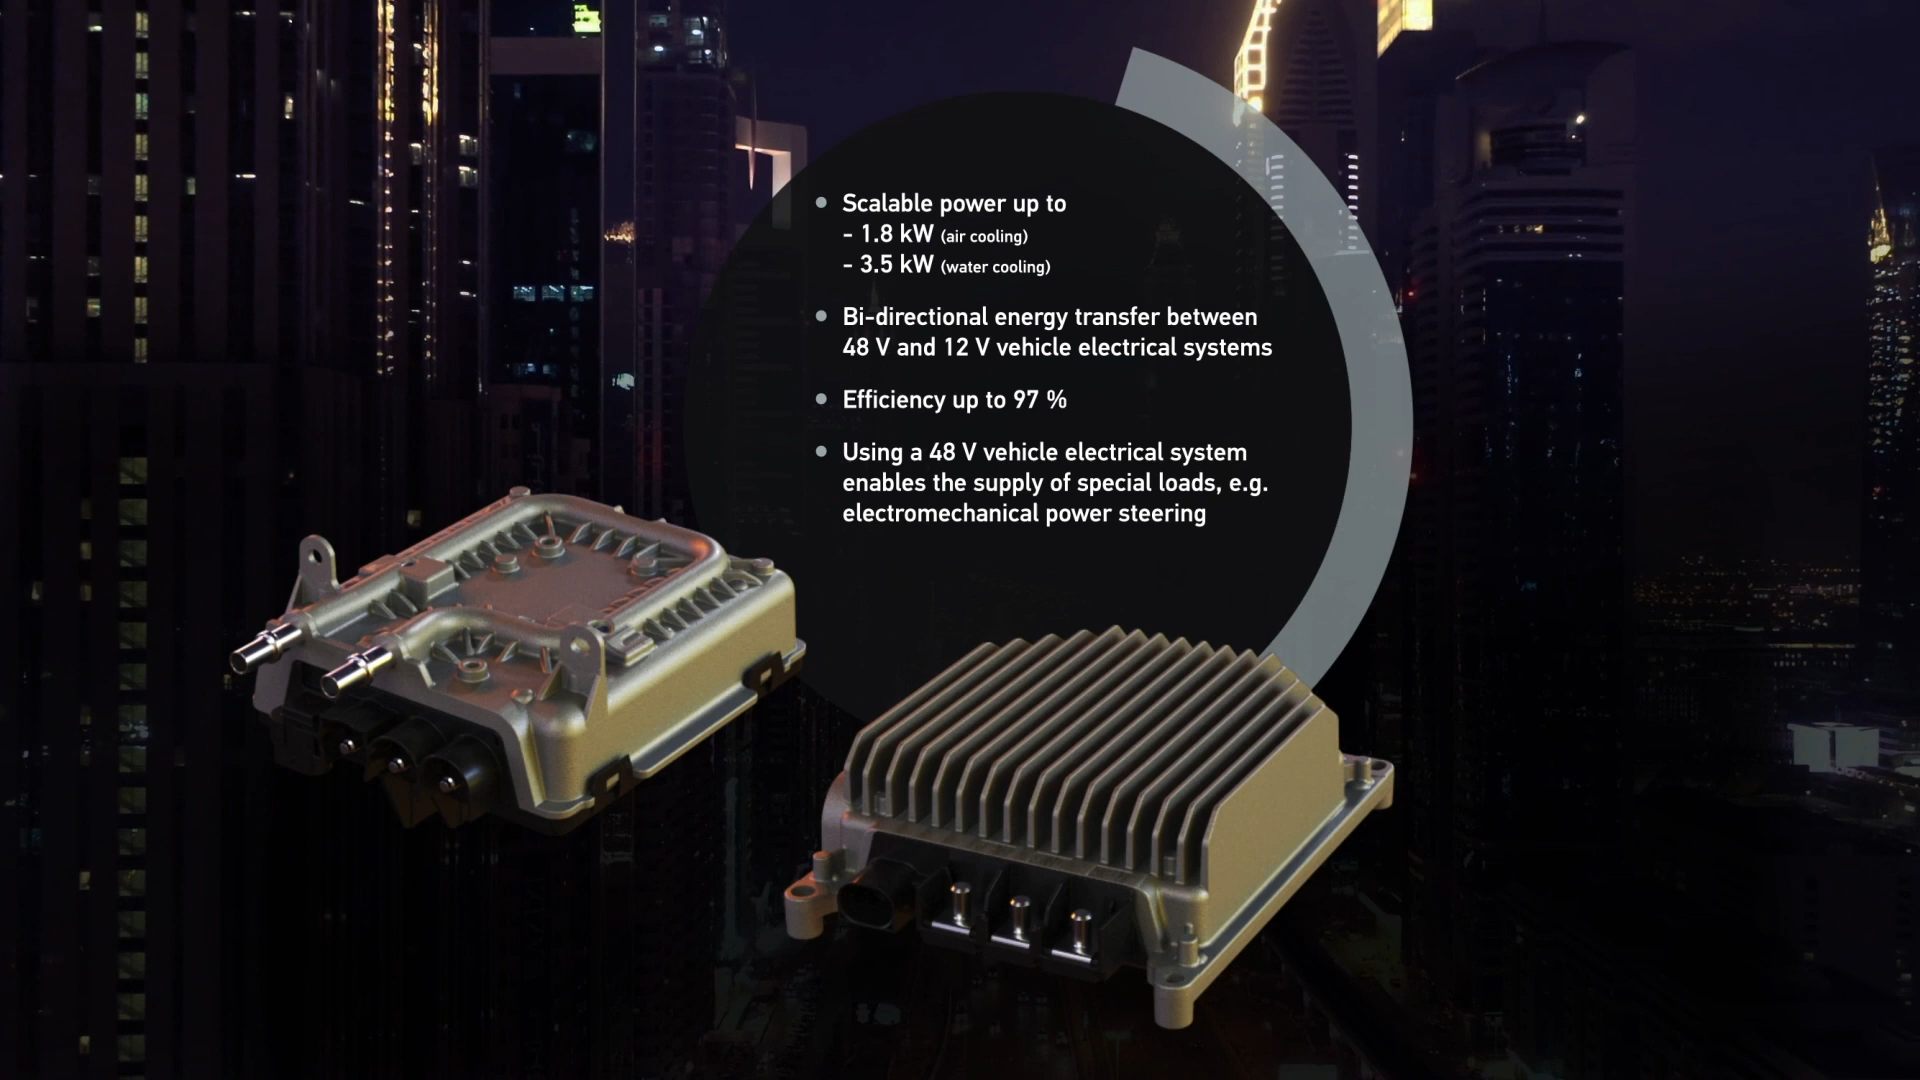 Scalable power up to
- 1.8 kW (air cooling)
- 3.5 kW (water cooling)
Bi-directional energy transfer between
48 V and 12 V vehicle electrical systems
Efficiency up to 97 %
Using a 48 V vehicle electrical system
enables the supply of special loads, e.g.
electromechanical power steering